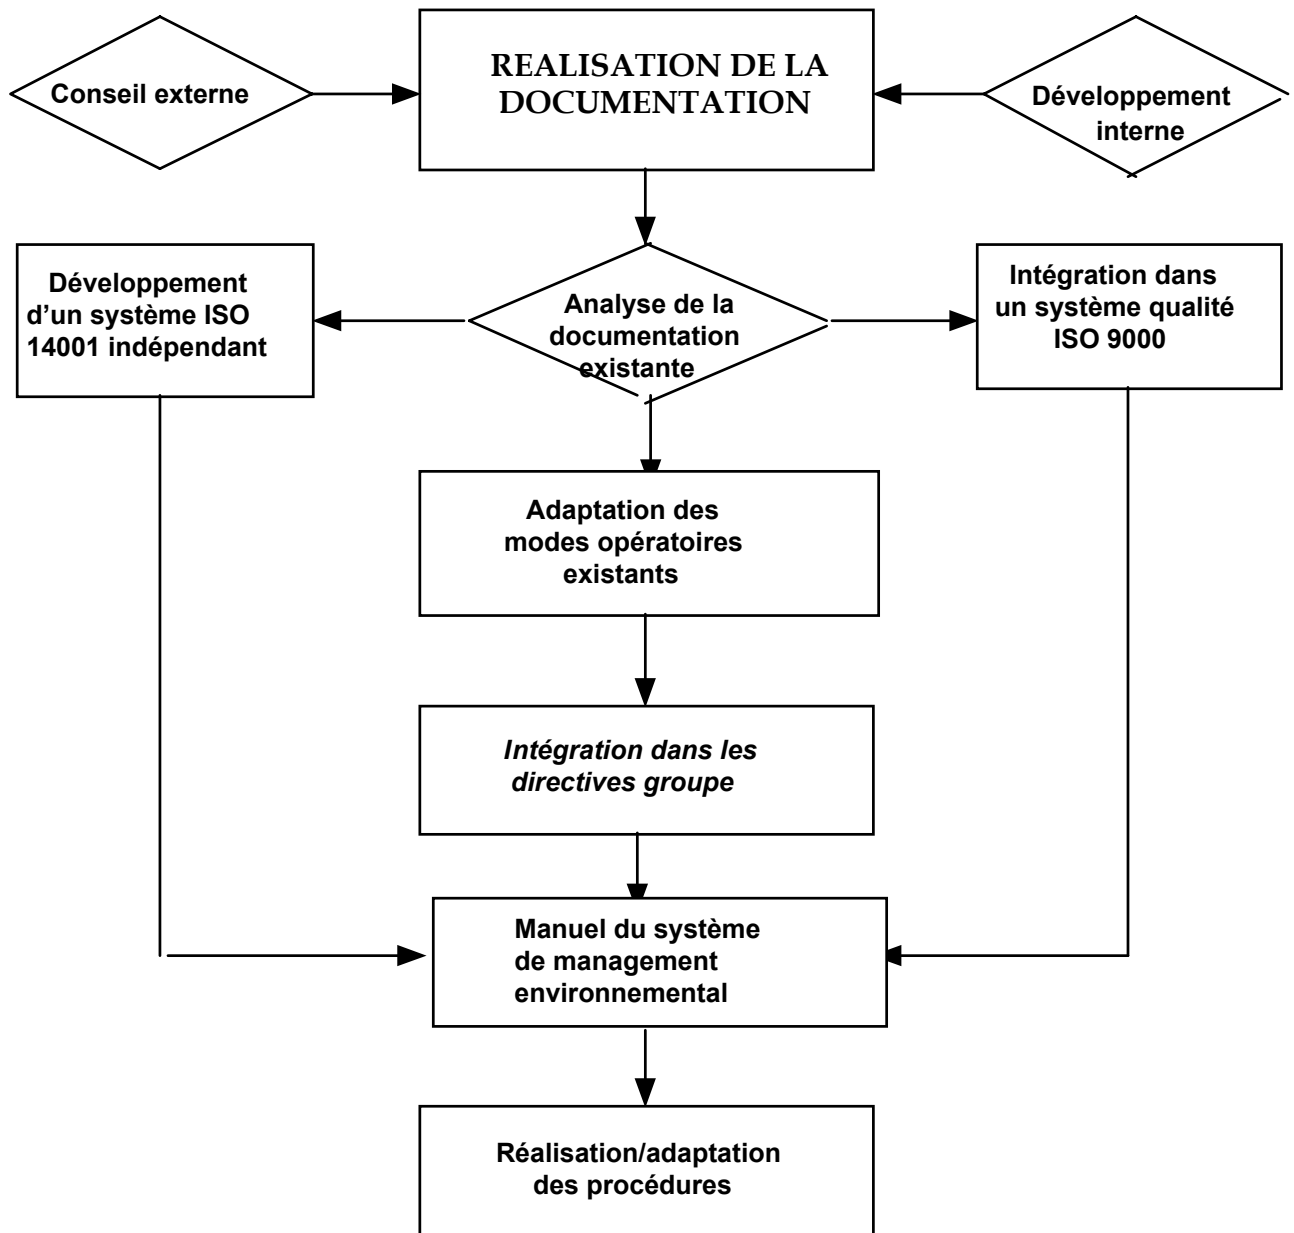 Conseil externe
REALISATION DE LA
DOCUMENTATION
Développement
interne
Développement
d'un système ISO
14001 indépendant
Analyse de la
documentation
existante
Intégration dans
un système qualité
ISO 9000
Adaptation des
modes opératoires
existants
Intégration dans les
directives groupe
Manuel du système
de management
environnemental
Réalisation/adaptation
des procédures